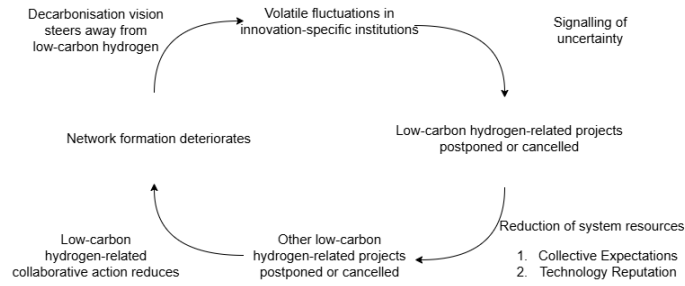 Decarbonisation vision
steers away from
low-carbon hydrogen
Volatile fluctuations in
innovation-specific institutions
Signalling of
uncertainty
Low-carbon hydrogen-related projects
postponed or cancelled
Reduction of system resources
1. Collective Expectations
2. Technology Reputation
Other low-carbon
hydrogen-related projects
postponed or cancelled
Low-carbon
hydrogen-related
collaborative action reduces
Network formation deteriorates